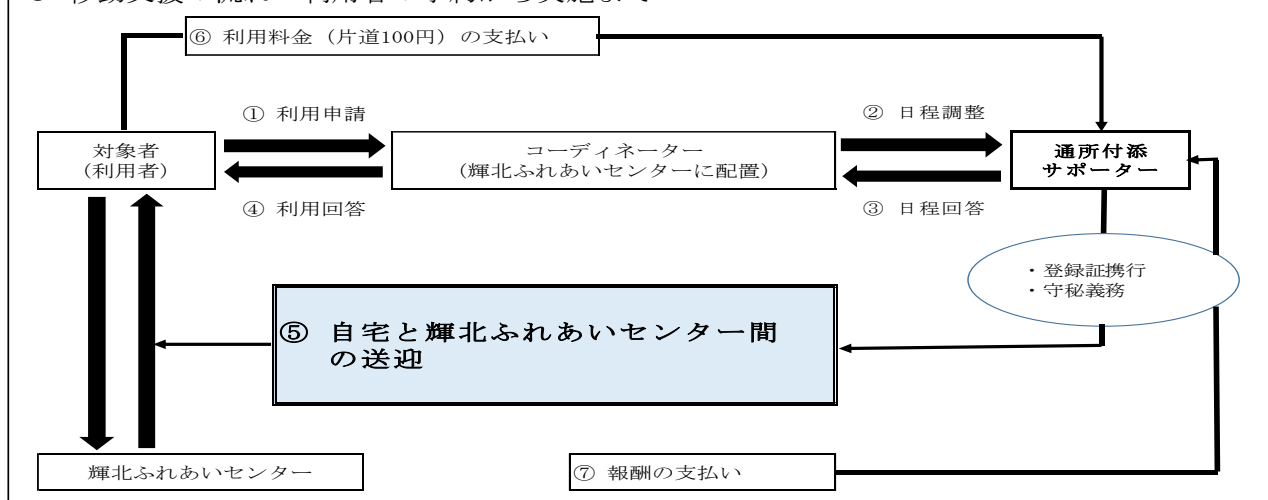 ⑥ 利用料金（片道100円）の支払い
① 利用申請
② 日程調整
対象者
(利用者)
コーディネーター
(輝北ふれあいセンターに配置)
通所付添
サポーター
④ 利用回答
③ 日程回答
・登録証携行
・守秘義務
⑤ 自宅と輝北ふれあいセンター間
の送迎
輝北ふれあいセンター
⑦ 報酬の支払い